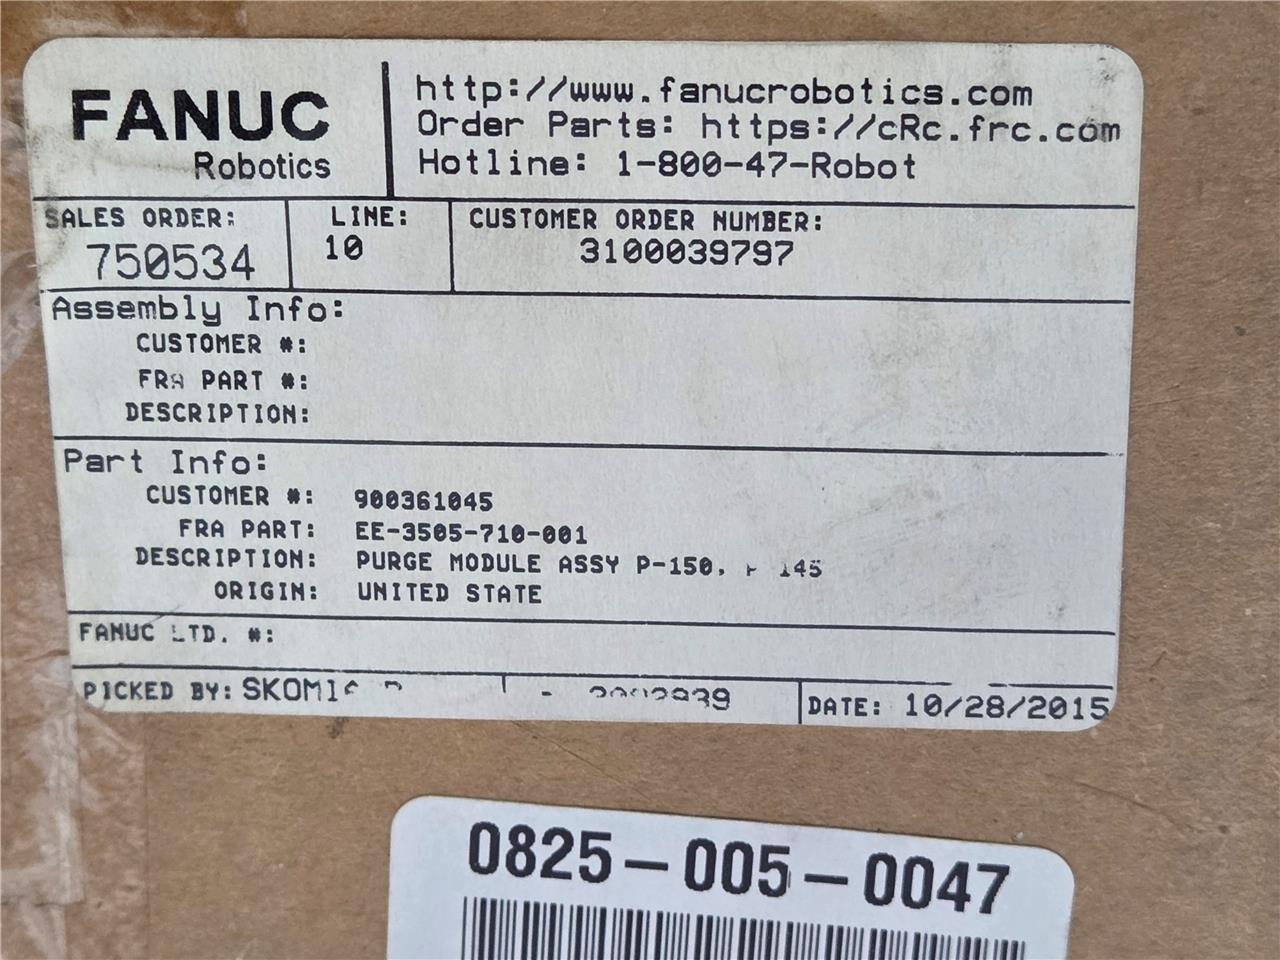 FANUC
Robotics
http://www.fanucrobotics.com
Order Parts: https://cRc.frc.com
Hotline: 1-800-47-Robot
SALES ORDER:
750534
LINE:
10
CUSTOMER ORDER NUMBER:
3100039797
Assembly Info:
CUSTOMER #:
FRA PART #:
DESCRIPTION:
Part Info:
CUSTOMER #: 900361045
FRA PART: EE-3505-710-001
DESCRIPTION: PURGE MODULE ASSY P-150, 145
ORIGIN: UNITED STATE
FANUC LTD. #:
PICKED BY:
DATE: 10/28/2015
0825-005-0047